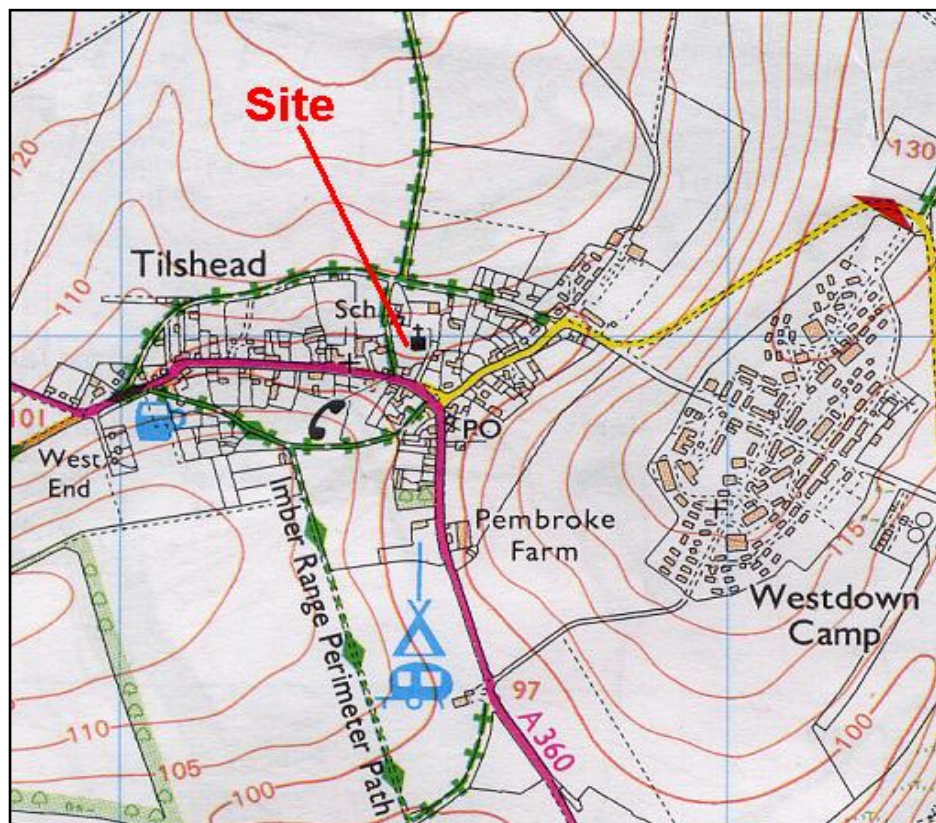 Site
120
130
Tilshead
110
Sch
101
PO
West
End
Pembroke
Farm
115
Westdown
Camp
Imber Range Perimeter Path
97
A 360
110
105
100
100